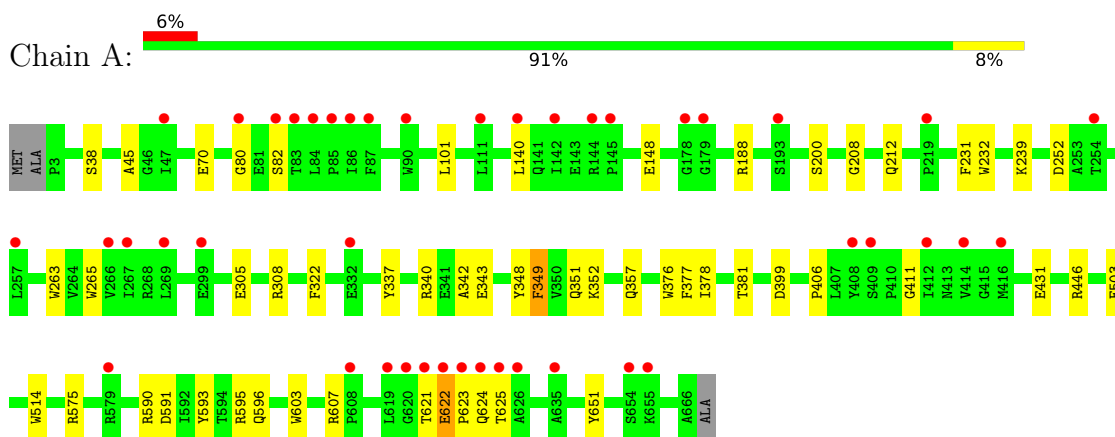 6%
Chain A:
91% 8%
MET ALA P3 S38 A45 G46 I47 E70 G80 E81 S82 T83 L84 P85 I86 F87 W90 L101 L111 L140 Q141 I142 E143 R144 P145 E148 G178 G179 R188 S193 S200 G208 Q212 P219 F231 W232 K239 D252 A253 T254
L257 W263 V264 W265 V266 I267 R268 L269 E299 E305 R308 F322 E332 Y337 R340 E341 A342 E343 Y348 F349 V350 Q351 K352 Q357 W376 F377 I378 T381 D399 P406 L407 Y408 S409 P410 G411 I412 N413 V414 G415 M416 E431 R446
W514 R575 R579 R590 D591 I592 Y593 T594 R595 Q596 W603 R607 P608 L619 G620 T621 E622 P623 Q624 T625 A626 A635 Y651 S654 K655 A666 ALA